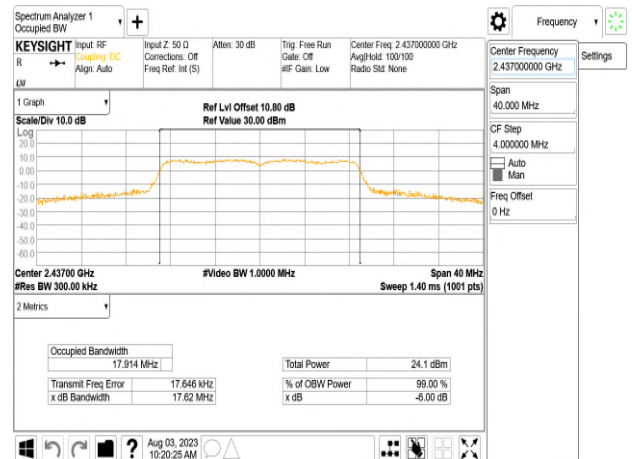 Spectrum Analyzer 1
Occupied BW
Frequency
KEYSIGHT Input: RF
Coupling: DC
Align: Auto
Input Z: 50 Ω
Corrections: Off
Freq Ref: Int (S)
Atten: 30 dB
Trig: Free Run
Gate: Off
#IF Gain: Low
Center Freq: 2.437000000 GHz
Avg|Hold: 100/100
Radio Std: None
R
LXI
Center Frequency
2.437000000 GHz
Settings
Span
40.000 MHz
CF Step
4.000000 MHz
Auto
Man
Freq Offset
0 Hz
1 Graph
Scale/Div 10.0 dB
Ref Lvl Offset 10.80 dB
Ref Value 30.00 dBm
Log
20.0
10.0
0.00
-10.0
-20.0
-30.0
-40.0
-50.0
-60.0
Center 2.43700 GHz
#Res BW 300.00 kHz
#Video BW 1.0000 MHz
Span 40 MHz
Sweep 1.40 ms (1001 pts)
2 Metrics
Occupied Bandwidth
17.914 MHz
Total Power 24.1 dBm
Transmit Freq Error 17.646 kHz
% of OBW Power 99.00 %
x dB Bandwidth 17.62 MHz
x dB -6.00 dB
Aug 03, 2023
10:20:25 AM